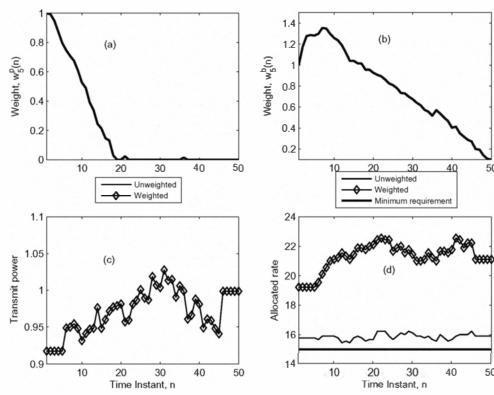 Weight, w₅ᵖ(n)
1
0.8
0.6
0.4
0.2
0
(a)
10 20 30 40 50
Unweighted
Weighted
Weight, w₅ᵇ(n)
1.4
1.2
1
0.8
0.6
0.4
0.2
(b)
10 20 30 40 50
Unweighted
Weighted
Minimum requirement
Transmit power
1.1
1.05
1
0.95
0.9
(c)
0 10 20 30 40 50
Time Instant, n
Allocated rate
24
22
20
18
16
14
(d)
0 10 20 30 40 50
Time Instant, n